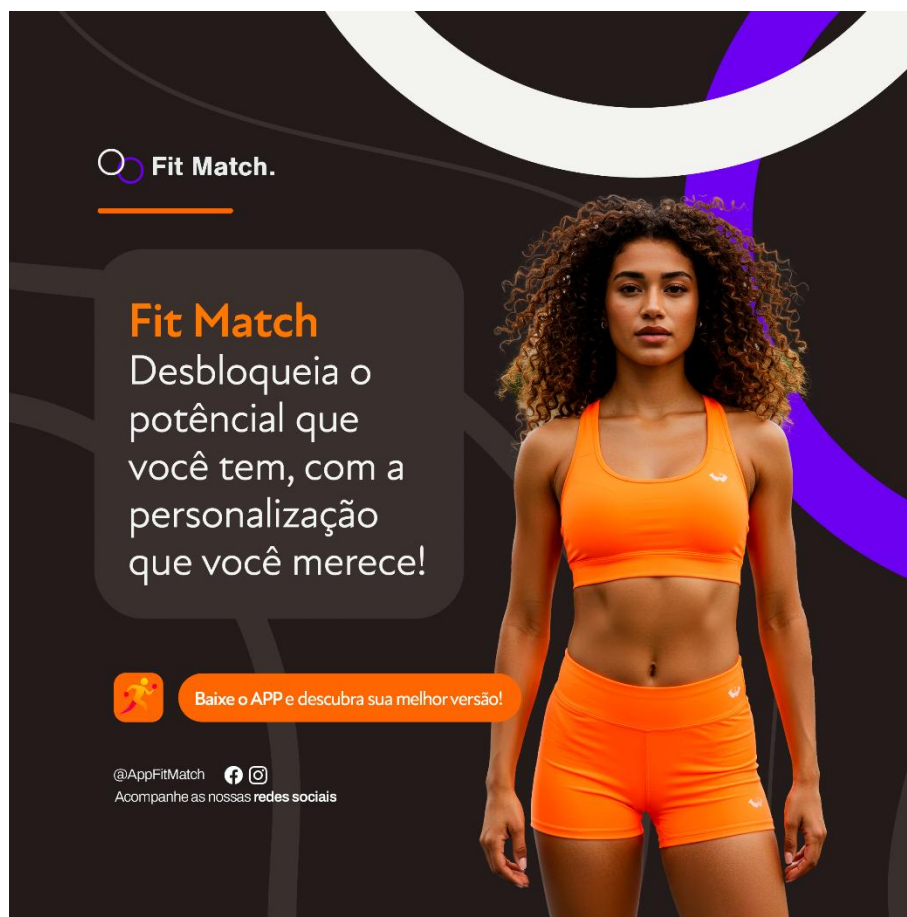 Fit Match.
Fit Match
Desbloqueia o
potêncial que
você tem, com a
personalização
que você merece!
Baixe o APP e descubra sua melhor versão!
@AppFitMatch
Acompanhe as nossas redes sociais